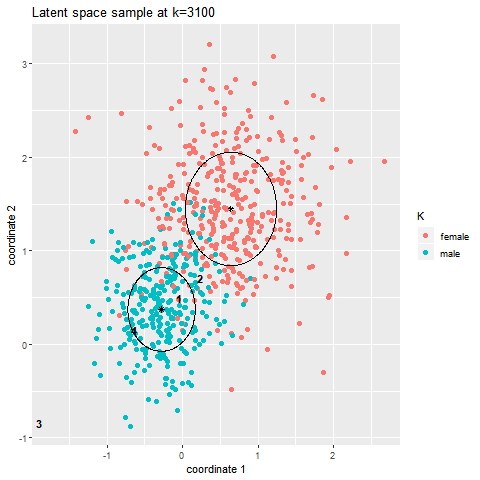 Latent space sample at k=3100
3
2
1
0
-1
2
1
4
3
-1
0
1
2
coordinate 1
coordinate 2
K
female
male